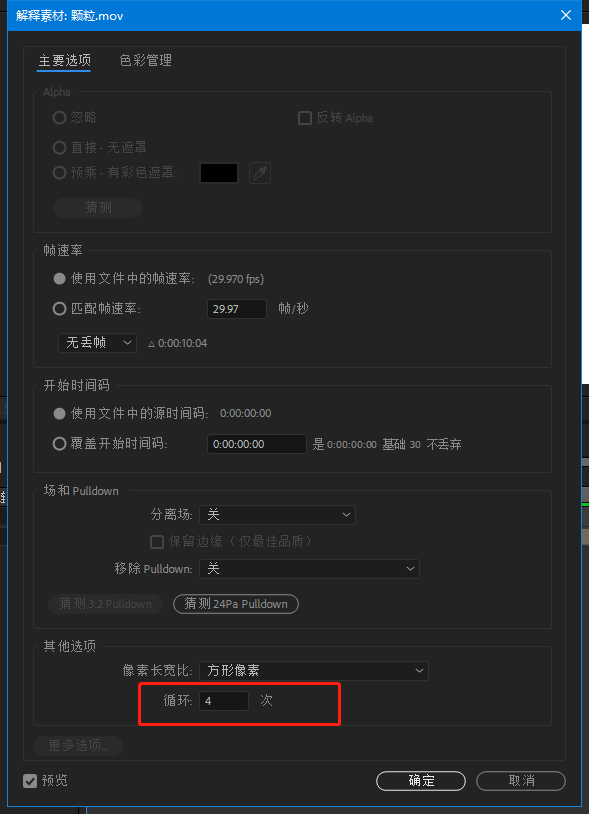 解释素材: 颗粒.mov
主要选项 色彩管理
Alpha
忽略 反转 Alpha
直接 - 无遮罩
预乘 - 有彩色遮罩:
猜测
帧速率
使用文件中的帧速率: (29.970 fps)
匹配帧速率: 29.97 帧/秒
无丢帧 △ 0:00:10:04
开始时间码
使用文件中的源时间码: 0:00:00:00
覆盖开始时间码: 0:00:00:00 是 0:00:00:00 基础 30 不丢弃
场和 Pulldown
分离场: 关
保留边缘（仅最佳品质）
移除 Pulldown: 关
猜测 3:2 Pulldown 猜测 24Pa Pulldown
其他选项
像素长宽比: 方形像素
循环: 4 次
更多选项...
预览 确定 取消